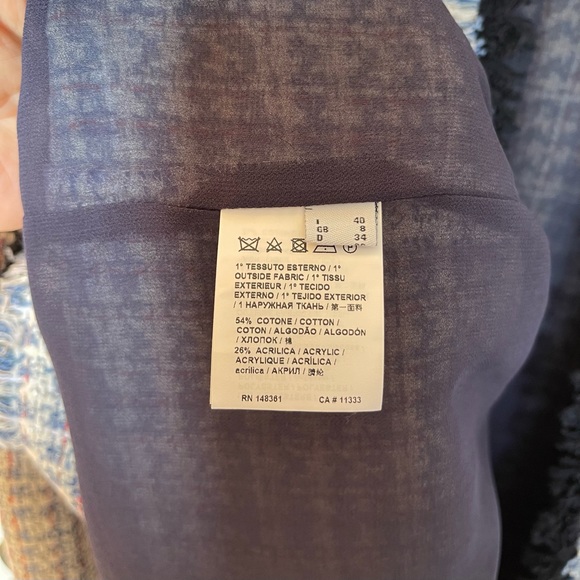 I 40
GB 8
D 34
P
1° TESSUTO ESTERNO / 1°
OUTSIDE FABRIC / 1° TISSU
EXTERIEUR / 1° TECIDO
EXTERNO / 1° TEJIDO EXTERIOR
/ 1 НАРУЖНАЯ ТКАНЬ / 第一面料
54% COTONE / COTTON /
COTON / ALGODÃO / ALGODÓN
/ ХЛОПОК / 棉
26% ACRILICA / ACRYLIC /
ACRYLIQUE / ACRÍLICA /
acrílica / АКРИЛ / 腈纶
RN 148361 CA # 11333